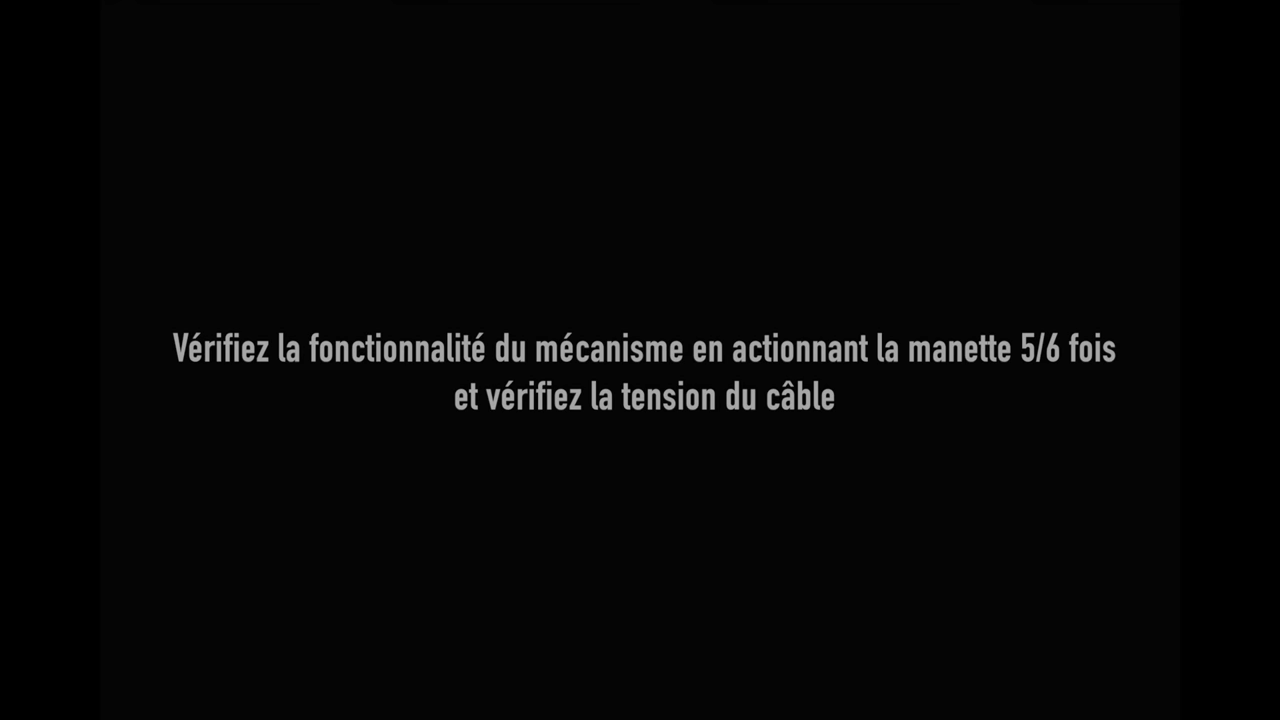 Vérifiez la fonctionnalité du mécanisme en actionnant la manette 5/6 fois
et vérifiez la tension du câble